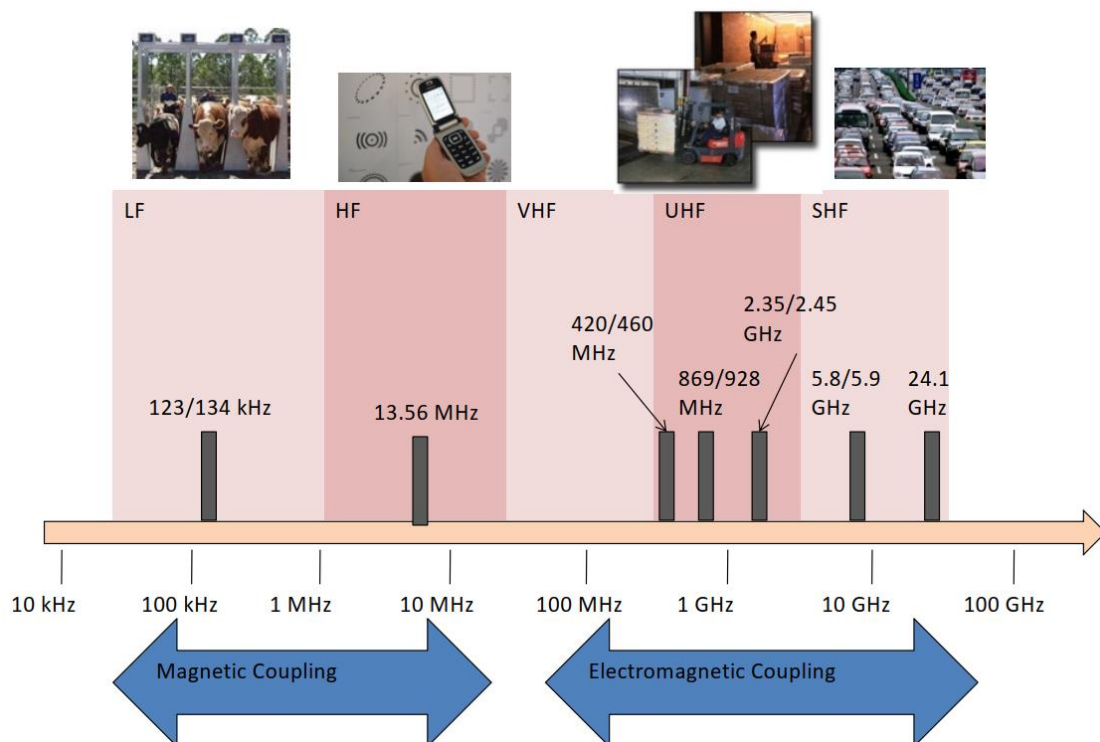 LF
HF
VHF
UHF
SHF
2.35/2.45
GHz
420/460
MHz
869/928
MHz
5.8/5.9
GHz
24.1
GHz
123/134 kHz
13.56 MHz
10 kHz
100 kHz
1 MHz
10 MHz
100 MHz
1 GHz
10 GHz
100 GHz
Magnetic Coupling
Electromagnetic Coupling